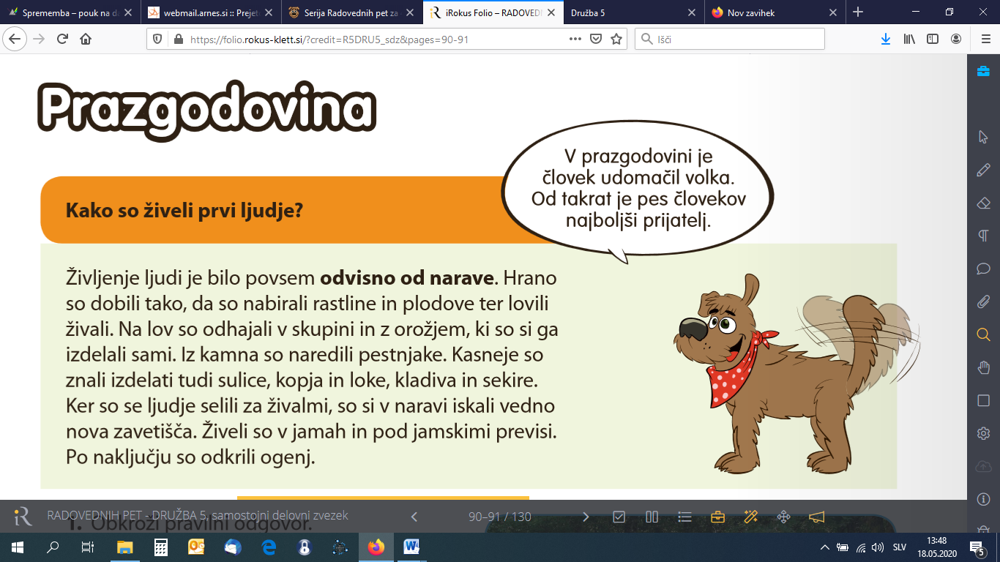 Sprememba – pouk na da
webmail.arnes.si :: Prejet
Serija Radovednih pet za
iRokus Folio – RADOVEDN
Družba 5
Nov zavihek
https://folio.rokus-klett.si/?credit=R5DRU5_sdz&pages=90-91
Išči
Prazgodovina
V prazgodovini je
človek udomačil volka.
Od takrat je pes človekov
najboljši prijatelj.
Kako so živeli prvi ljudje?
Življenje ljudi je bilo povsem odvisno od narave. Hrano
so dobili tako, da so nabirali rastline in plodove ter lovili
živali. Na lov so odhajali v skupini in z orožjem, ki so si ga
izdelali sami. Iz kamna so naredili pestnjake. Kasneje so
znali izdelati tudi sulice, kopja in loke, kladiva in sekire.
Ker so se ljudje selili za živalmi, so si v naravi iskali vedno
nova zavetišča. Živeli so v jamah in pod jamskimi previsi.
Po naključju so odkrili ogenj.
RADOVEDNIH PET - DRUŽBA 5, samostojni delovni zvezek
90–91 / 130
1. Obkroži pravilni odgovor.
SLV
13:48
18.05.2020
5